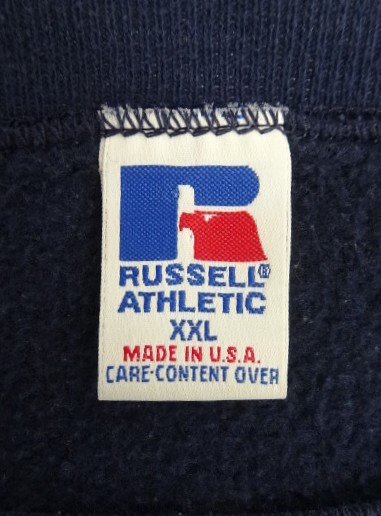 RUSSELL®
ATHLETIC
XXL
MADE IN U.S.A.
CARE-CONTENT OVER